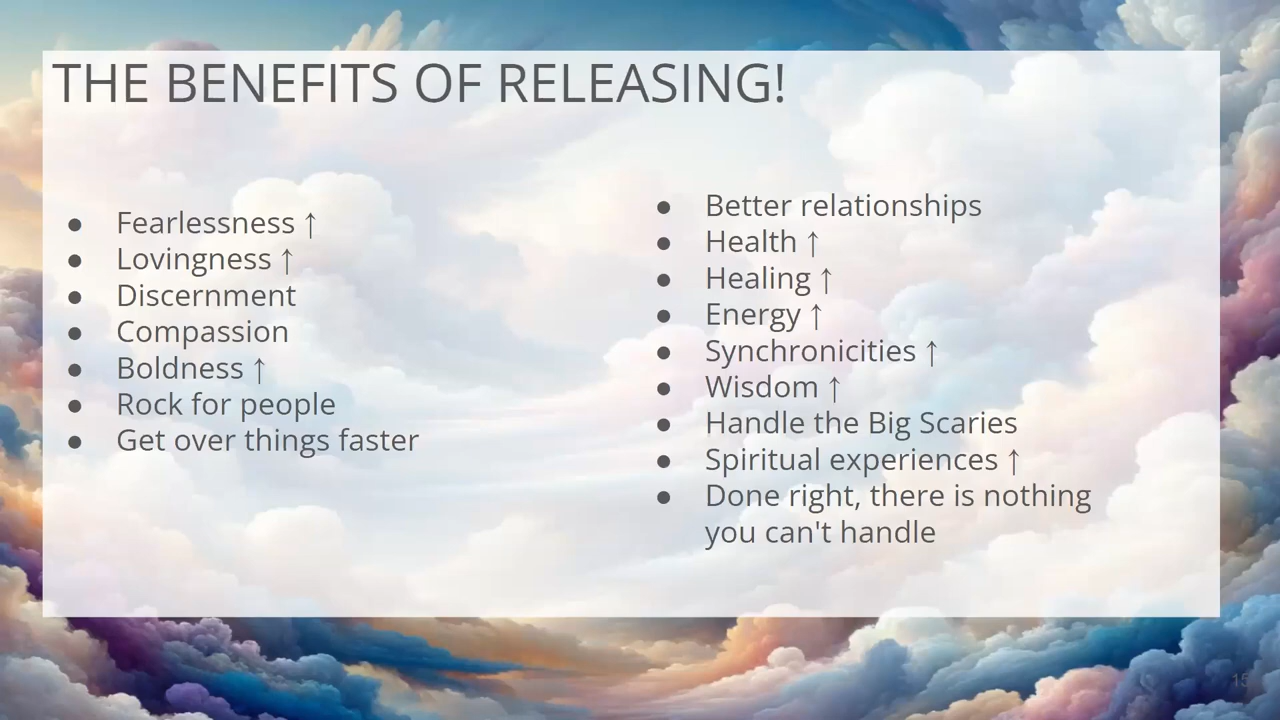 THE BENEFITS OF RELEASING!
● Fearlessness ↑
● Lovingness ↑
● Discernment
● Compassion
● Boldness ↑
● Rock for people
● Get over things faster
● Better relationships
● Health ↑
● Healing ↑
● Energy ↑
● Synchronicities ↑
● Wisdom ↑
● Handle the Big Scaries
● Spiritual experiences ↑
● Done right, there is nothing
you can't handle
15